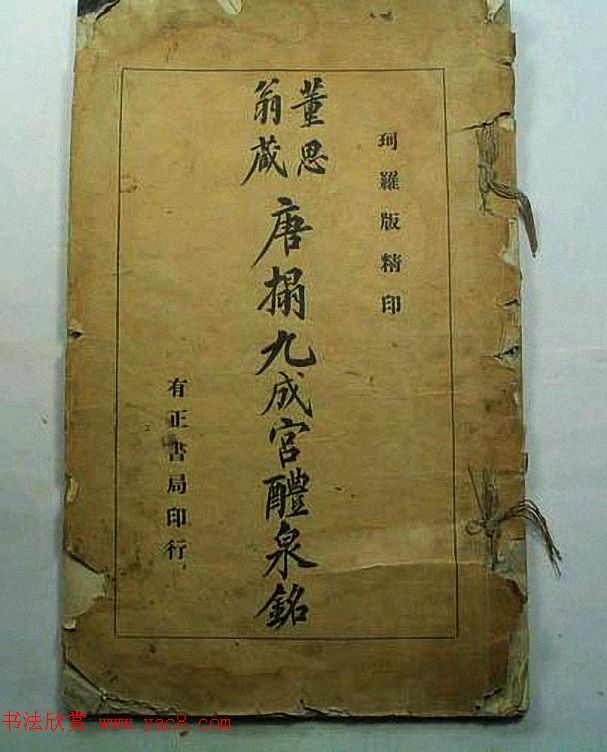 珂羅版精印
董思
翁藏
唐搨九成宮醴泉銘
有正書局印行
书法欣赏 www.yac8.com